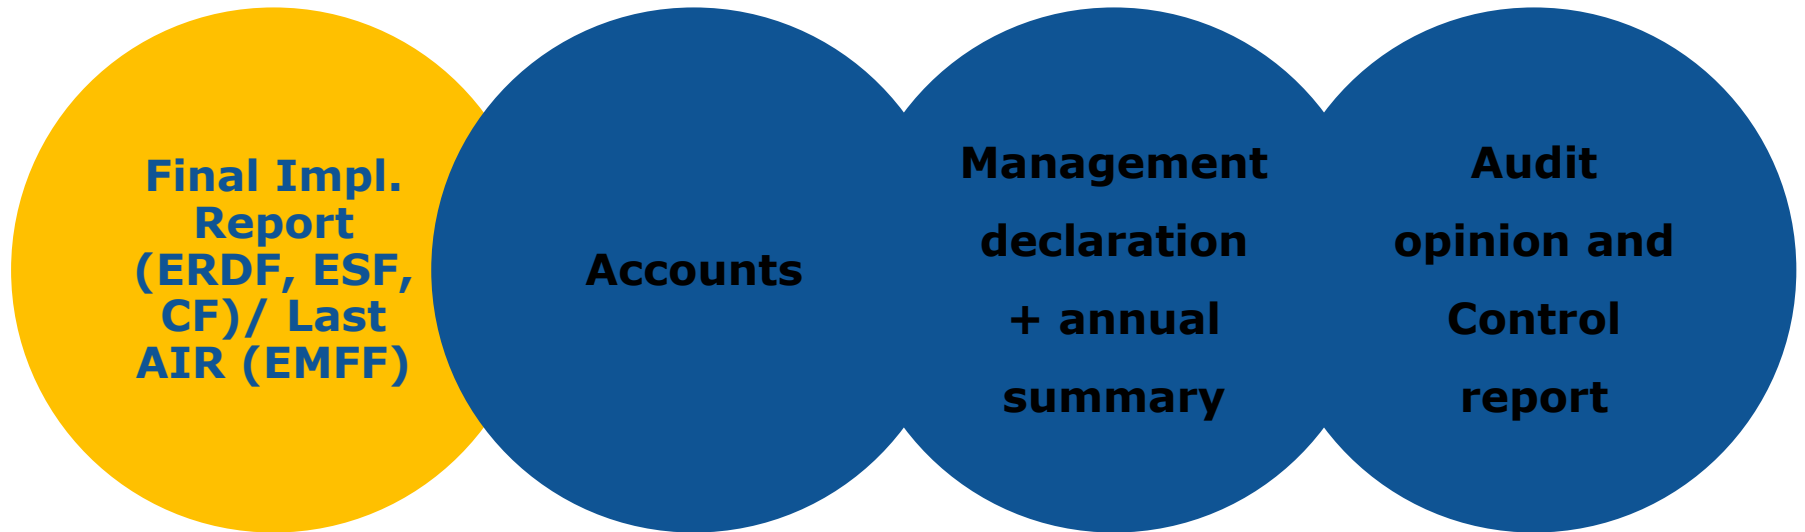 Final Impl.
Report
(ERDF, ESF,
CF)/ Last
AIR (EMFF)
Accounts
Management
declaration
+ annual
summary
Audit
opinion and
Control
report